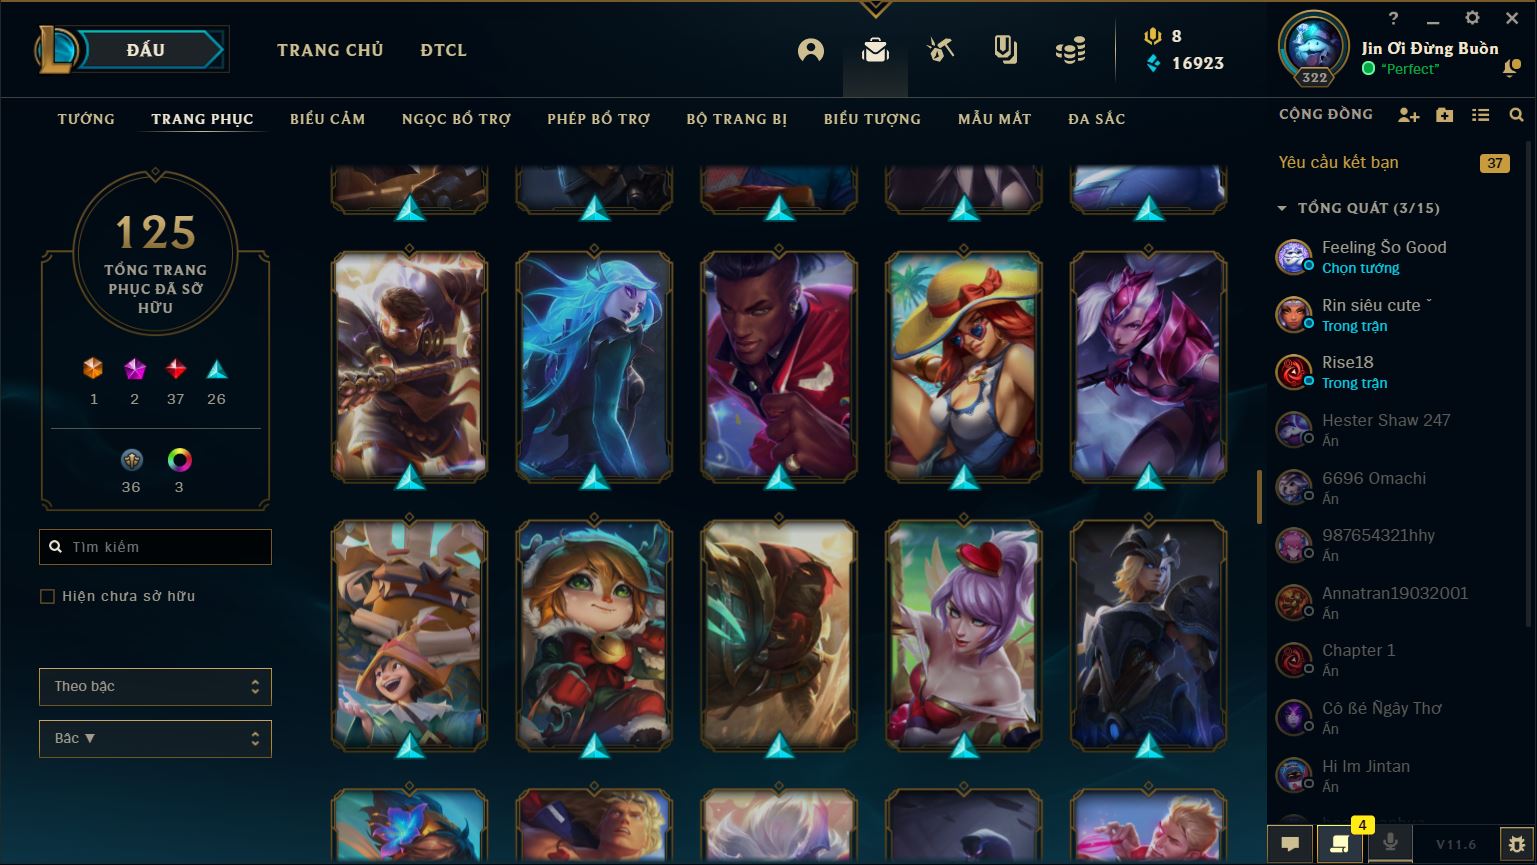 ĐẤU
TRANG CHỦ
ĐTCL
8
16923
322
Jin Ơi Đừng Buồn
"Perfect"
TƯỚNG
TRANG PHỤC
BIỂU CẢM
NGỌC BỔ TRỢ
PHÉP BỔ TRỢ
BỘ TRANG BỊ
BIỂU TƯỢNG
MẪU MẮT
ĐA SẮC
CỘNG ĐỒNG
125
TỔNG TRANG
PHỤC ĐÃ SỞ
HỮU
1
2
37
26
36
3
Tìm kiếm
Hiện chưa sở hữu
Theo bậc
Bậc ▼
Yêu cầu kết bạn
37
TỔNG QUÁT (3/15)
Feeling Šo Good
Chọn tướng
Rin siêu cute ˇ
Trong trận
Rise18
Trong trận
Hester Shaw 247
Ẩn
6696 Omachi
Ẩn
987654321hhy
Ẩn
Annatran19032001
Ẩn
Chapter 1
Ẩn
Cô ßé Ñgây Thơ
Ẩn
Hi Im Jintan
Ẩn
4
V11.6